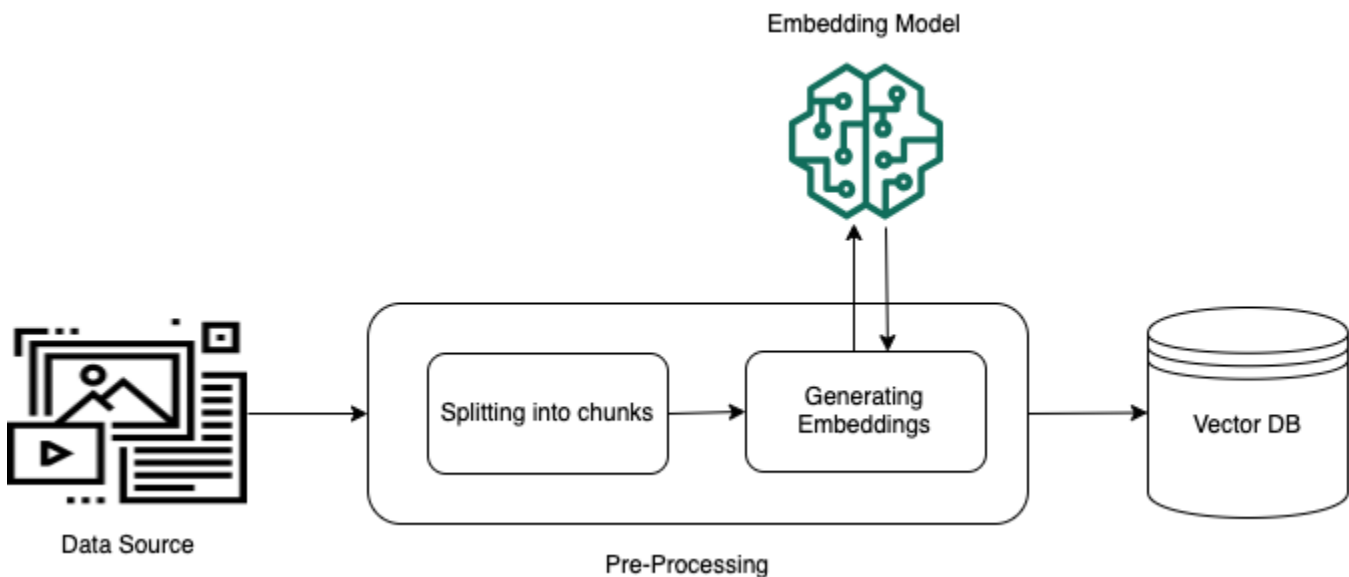 Embedding Model
Splitting into chunks
Generating
Embeddings
Vector DB
Data Source
Pre-Processing